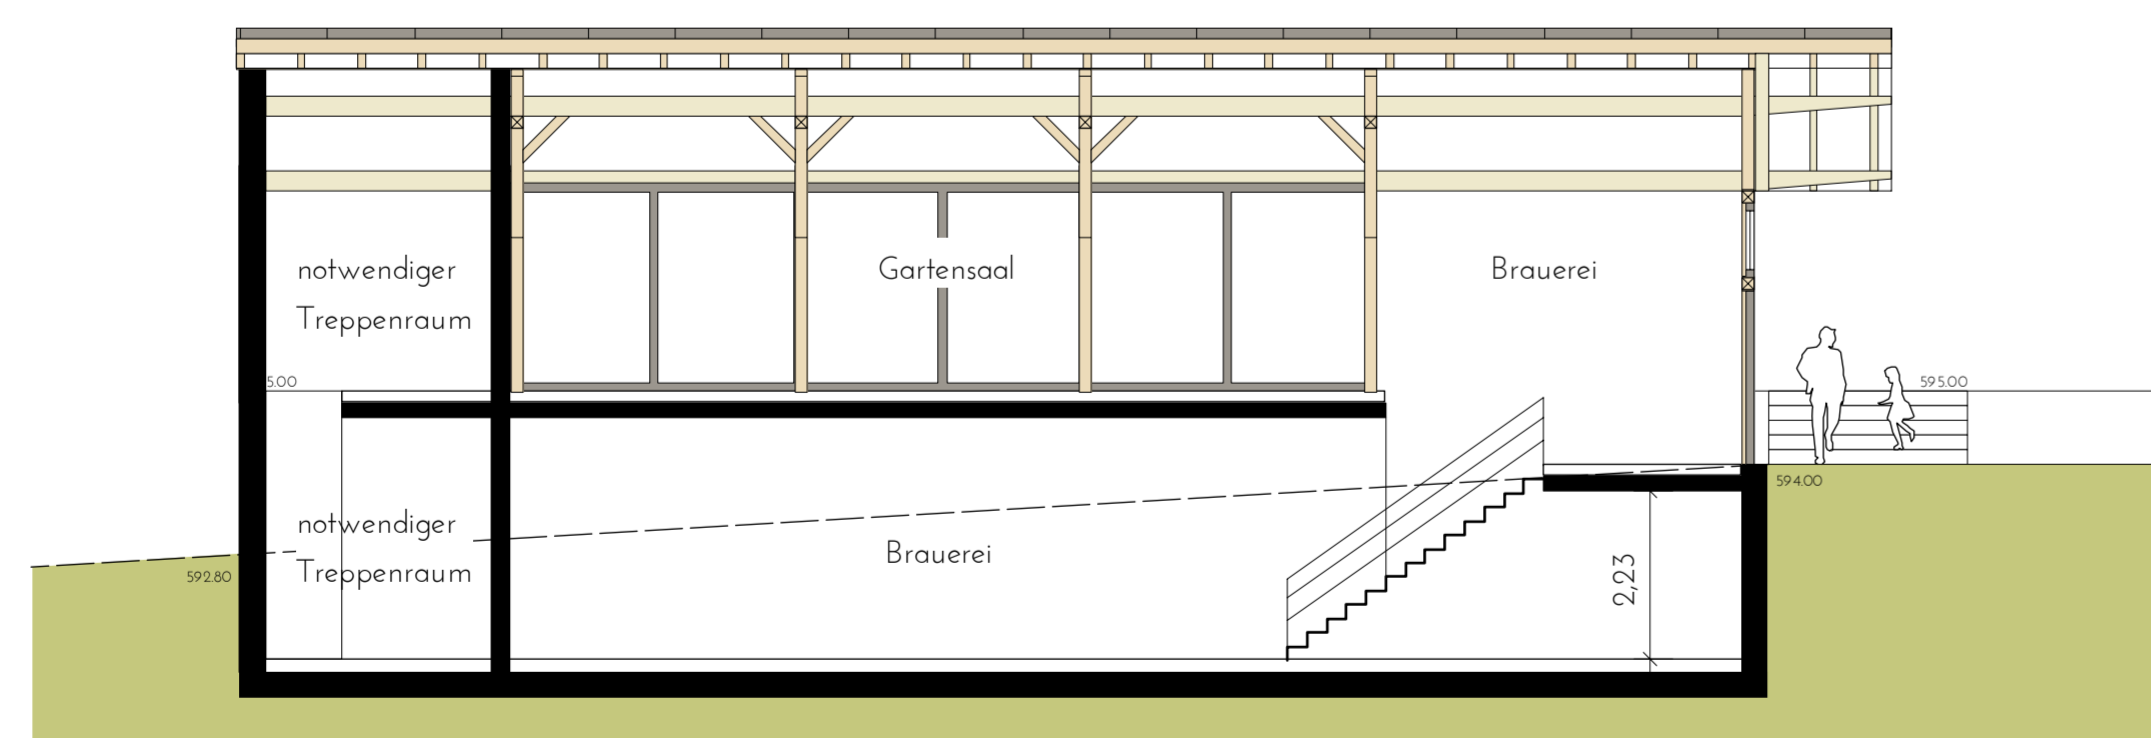 notwendiger
Treppenraum
Gartensaal
Brauerei
5.00
595.00
594.00
notwendiger
Treppenraum
Brauerei
592.80
2,23